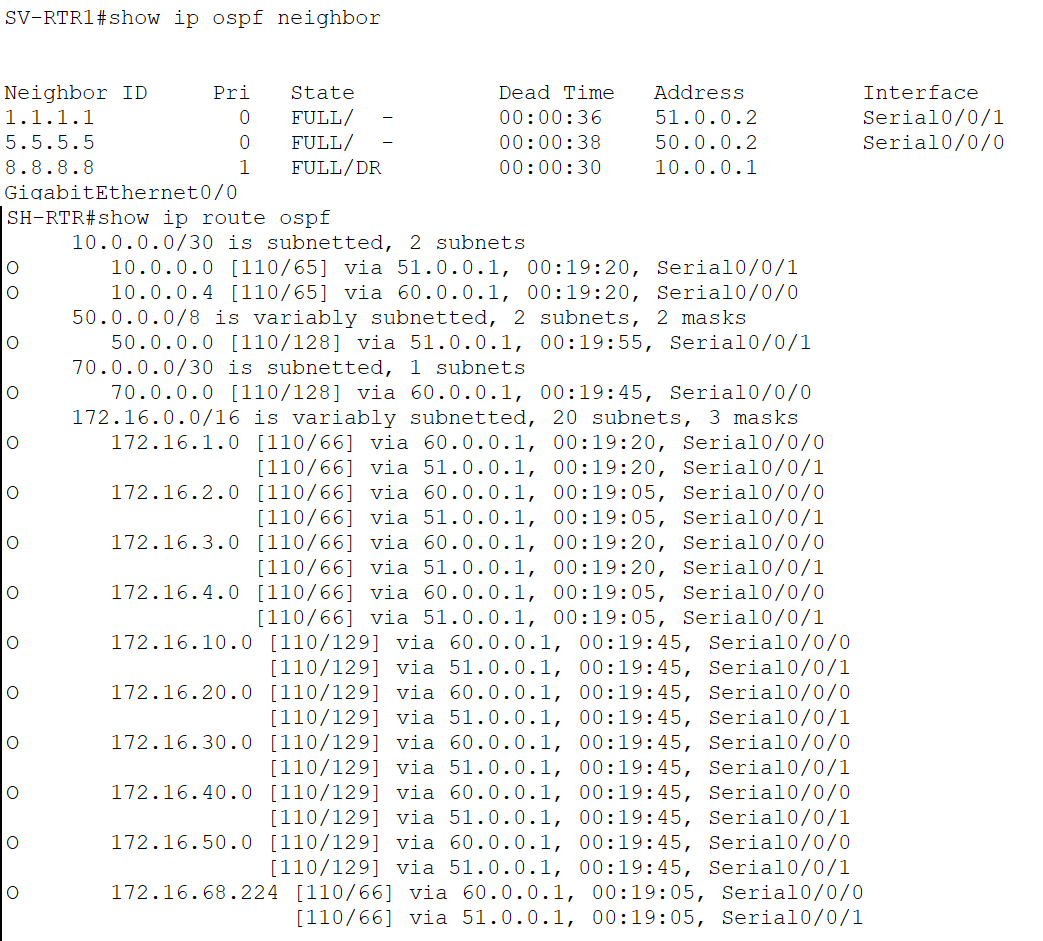 SV-RTR1#show ip ospf neighbor
Neighbor ID     Pri   State           Dead Time   Address         Interface
1.1.1.1           0   FULL/  -        00:00:36    51.0.0.2        Serial0/0/1
5.5.5.5           0   FULL/  -        00:00:38    50.0.0.2        Serial0/0/0
8.8.8.8           1   FULL/DR         00:00:30    10.0.0.1
GigabitEthernet0/0
SH-RTR#show ip route ospf
     10.0.0.0/30 is subnetted, 2 subnets
O       10.0.0.0 [110/65] via 51.0.0.1, 00:19:20, Serial0/0/1
O       10.0.0.4 [110/65] via 60.0.0.1, 00:19:20, Serial0/0/0
     50.0.0.0/8 is variably subnetted, 2 subnets, 2 masks
O       50.0.0.0 [110/128] via 51.0.0.1, 00:19:55, Serial0/0/1
     70.0.0.0/30 is subnetted, 1 subnets
O       70.0.0.0 [110/128] via 60.0.0.1, 00:19:45, Serial0/0/0
     172.16.0.0/16 is variably subnetted, 20 subnets, 3 masks
O       172.16.1.0 [110/66] via 60.0.0.1, 00:19:20, Serial0/0/0
                   [110/66] via 51.0.0.1, 00:19:20, Serial0/0/1
O       172.16.2.0 [110/66] via 60.0.0.1, 00:19:05, Serial0/0/0
                   [110/66] via 51.0.0.1, 00:19:05, Serial0/0/1
O       172.16.3.0 [110/66] via 60.0.0.1, 00:19:20, Serial0/0/0
                   [110/66] via 51.0.0.1, 00:19:20, Serial0/0/1
O       172.16.4.0 [110/66] via 60.0.0.1, 00:19:05, Serial0/0/0
                   [110/66] via 51.0.0.1, 00:19:05, Serial0/0/1
O       172.16.10.0 [110/129] via 60.0.0.1, 00:19:45, Serial0/0/0
                    [110/129] via 51.0.0.1, 00:19:45, Serial0/0/1
O       172.16.20.0 [110/129] via 60.0.0.1, 00:19:45, Serial0/0/0
                    [110/129] via 51.0.0.1, 00:19:45, Serial0/0/1
O       172.16.30.0 [110/129] via 60.0.0.1, 00:19:45, Serial0/0/0
                    [110/129] via 51.0.0.1, 00:19:45, Serial0/0/1
O       172.16.40.0 [110/129] via 60.0.0.1, 00:19:45, Serial0/0/0
                    [110/129] via 51.0.0.1, 00:19:45, Serial0/0/1
O       172.16.50.0 [110/129] via 60.0.0.1, 00:19:45, Serial0/0/0
                    [110/129] via 51.0.0.1, 00:19:45, Serial0/0/1
O       172.16.68.224 [110/66] via 60.0.0.1, 00:19:05, Serial0/0/0
                      [110/66] via 51.0.0.1, 00:19:05, Serial0/0/1